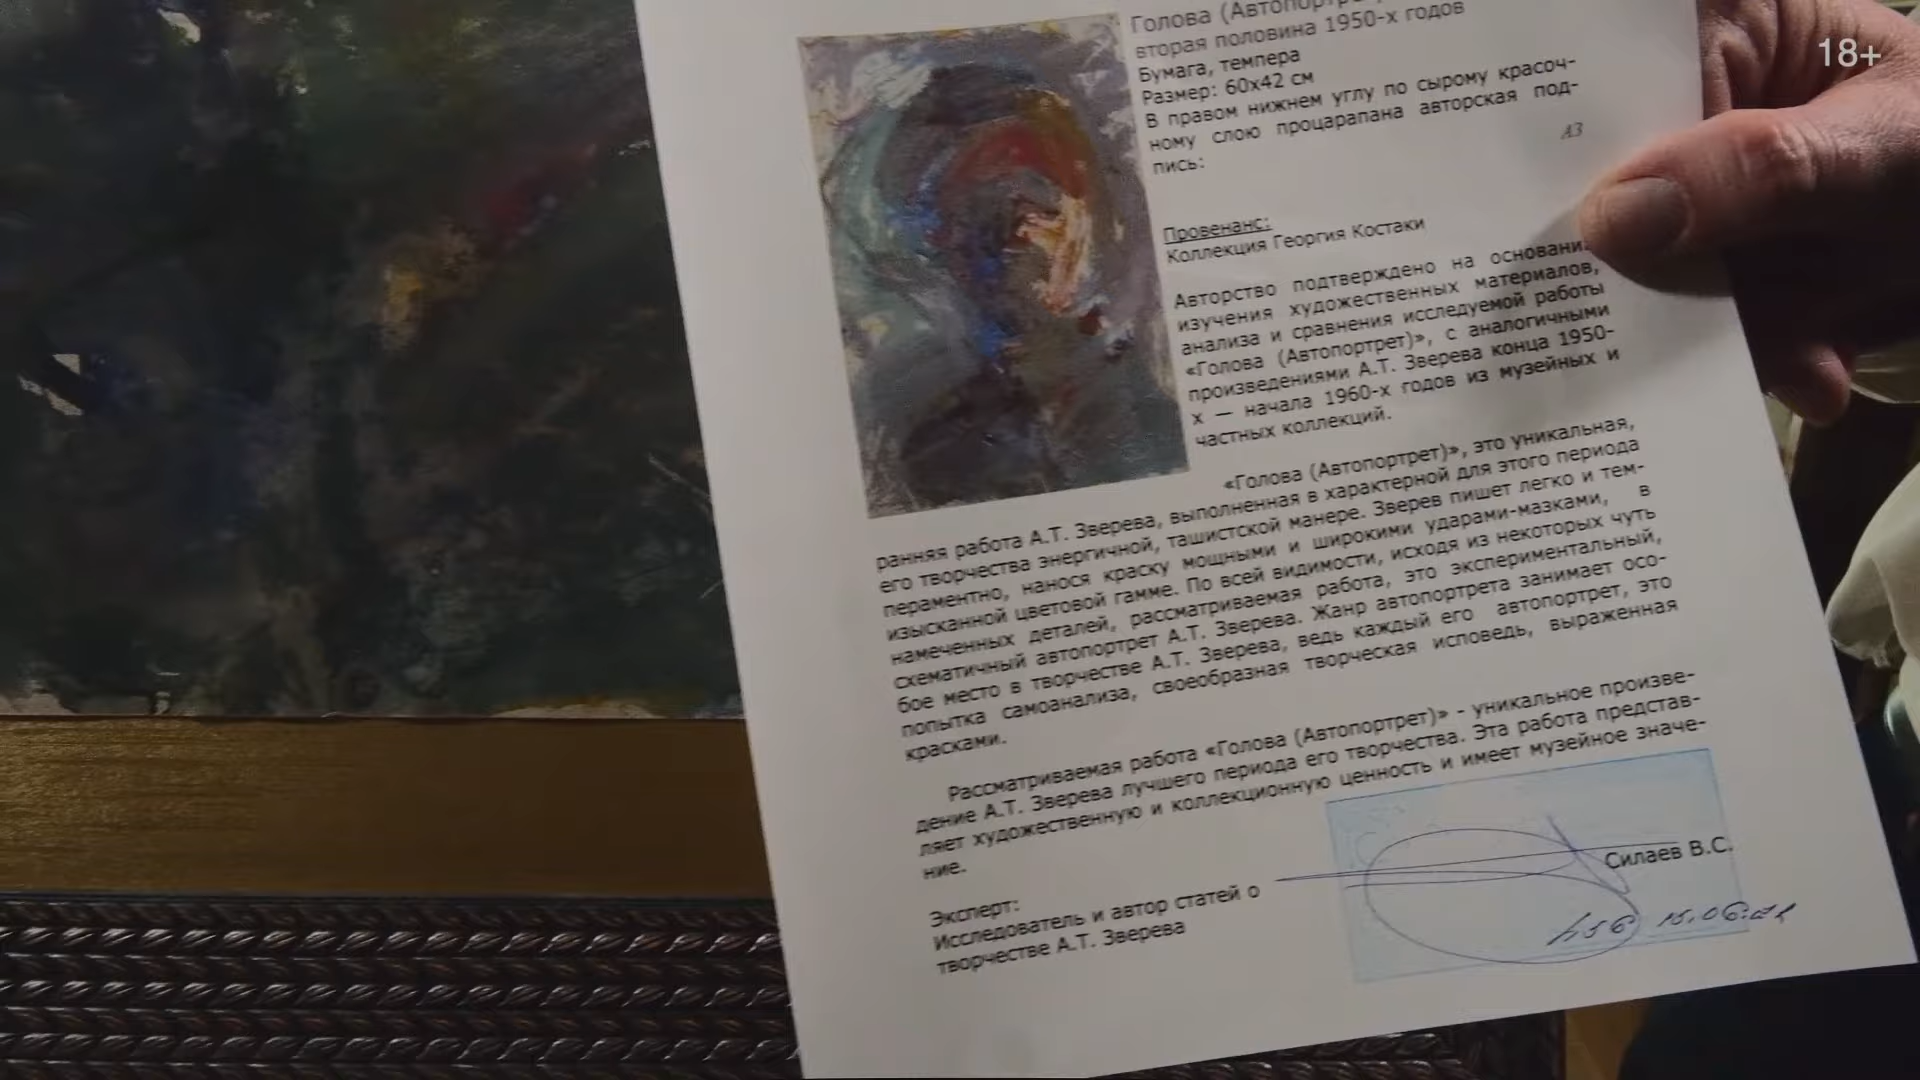 18+
Голова (Автопортрет)
вторая половина 1950-х годов
Бумага, темпера
Размер: 60х42 см
В правом нижнем углу по сырому красоч-
ному слою процарапана авторская под-
пись:
АЗ
Провенанс:
Коллекция Георгия Костаки
Авторство подтверждено на основании
изучения художественных материалов,
анализа и сравнения исследуемой работы
«Голова (Автопортрет)», с аналогичными
произведениями А.Т. Зверева конца 1950-
х — начала 1960-х годов из музейных и
частных коллекций.
«Голова (Автопортрет)», это уникальная,
ранняя работа А.Т. Зверева, выполненная в характерной для этого периода
его творчества энергичной, ташистской манере. Зверев пишет легко и тем-
пераментно, нанося краску мощными и широкими ударами-мазками, в
изысканной цветовой гамме. По всей видимости, исходя из некоторых чуть
намеченных деталей, рассматриваемая работа, это экспериментальный,
схематичный автопортрет А.Т. Зверева. Жанр автопортрета занимает осо-
бое место в творчестве А.Т. Зверева, ведь каждый его автопортрет, это
попытка самоанализа, своеобразная творческая исповедь, выраженная
красками.
Рассматриваемая работа «Голова (Автопортрет)» - уникальное произве-
дение А.Т. Зверева лучшего периода его творчества. Эта работа представ-
ляет художественную и коллекционную ценность и имеет музейное значе-
ние.
Эксперт:
Исследователь и автор статей о
творчестве А.Т. Зверева
Силаев В.С.
15.06.21